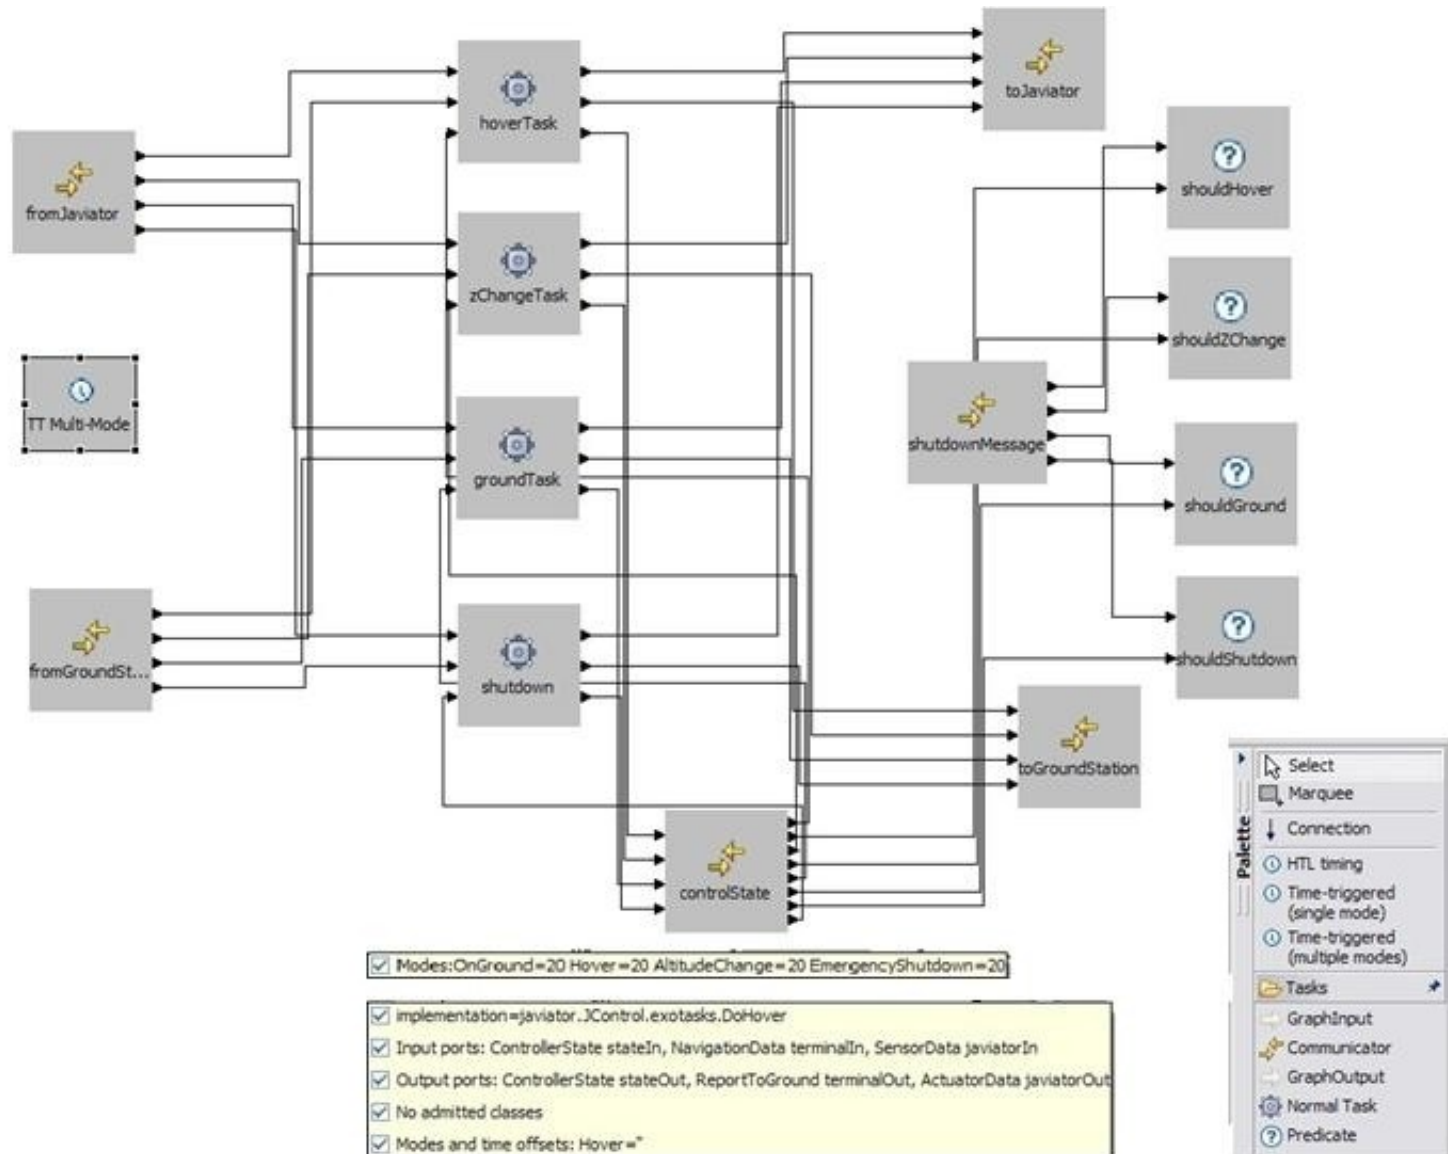 toJaviator
hoverTask
shouldHover
fromJaviator
zChangeTask
shouldZChange
TT Multi-Mode
shutdownMessage
groundTask
shouldGround
fromGroundSt...
shutdown
shouldShutdown
toGroundStation
controlState
Palette
Select
Marquee
Connection
HTL timing
Time-triggered
(single mode)
Time-triggered
(multiple modes)
Tasks
GraphInput
Communicator
GraphOutput
Normal Task
Predicate
Modes:OnGround=20 Hover=20 AltitudeChange=20 EmergencyShutdown=20
implementation=javiator.JControl.exotasks.DoHover
Input ports: ControllerState stateIn, NavigationData terminalIn, SensorData javiatorIn
Output ports: ControllerState stateOut, ReportToGround terminalOut, ActuatorData javiatorOut
No admitted classes
Modes and time offsets: Hover=''